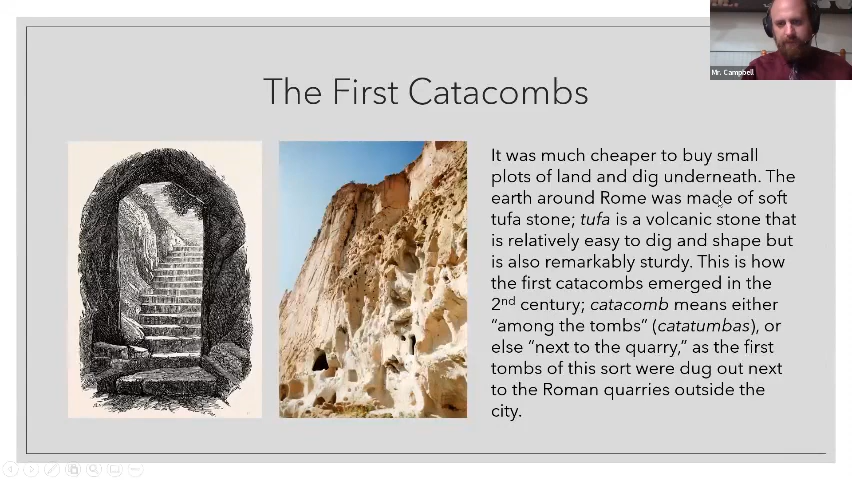 Mr. Campbell
The First Catacombs
It was much cheaper to buy small
plots of land and dig underneath. The
earth around Rome was made of soft
tufa stone; tufa is a volcanic stone that
is relatively easy to dig and shape but
is also remarkably sturdy. This is how
the first catacombs emerged in the
2nd century; catacomb means either
“among the tombs” (catatumbas), or
else “next to the quarry,” as the first
tombs of this sort were dug out next
to the Roman quarries outside the
city.